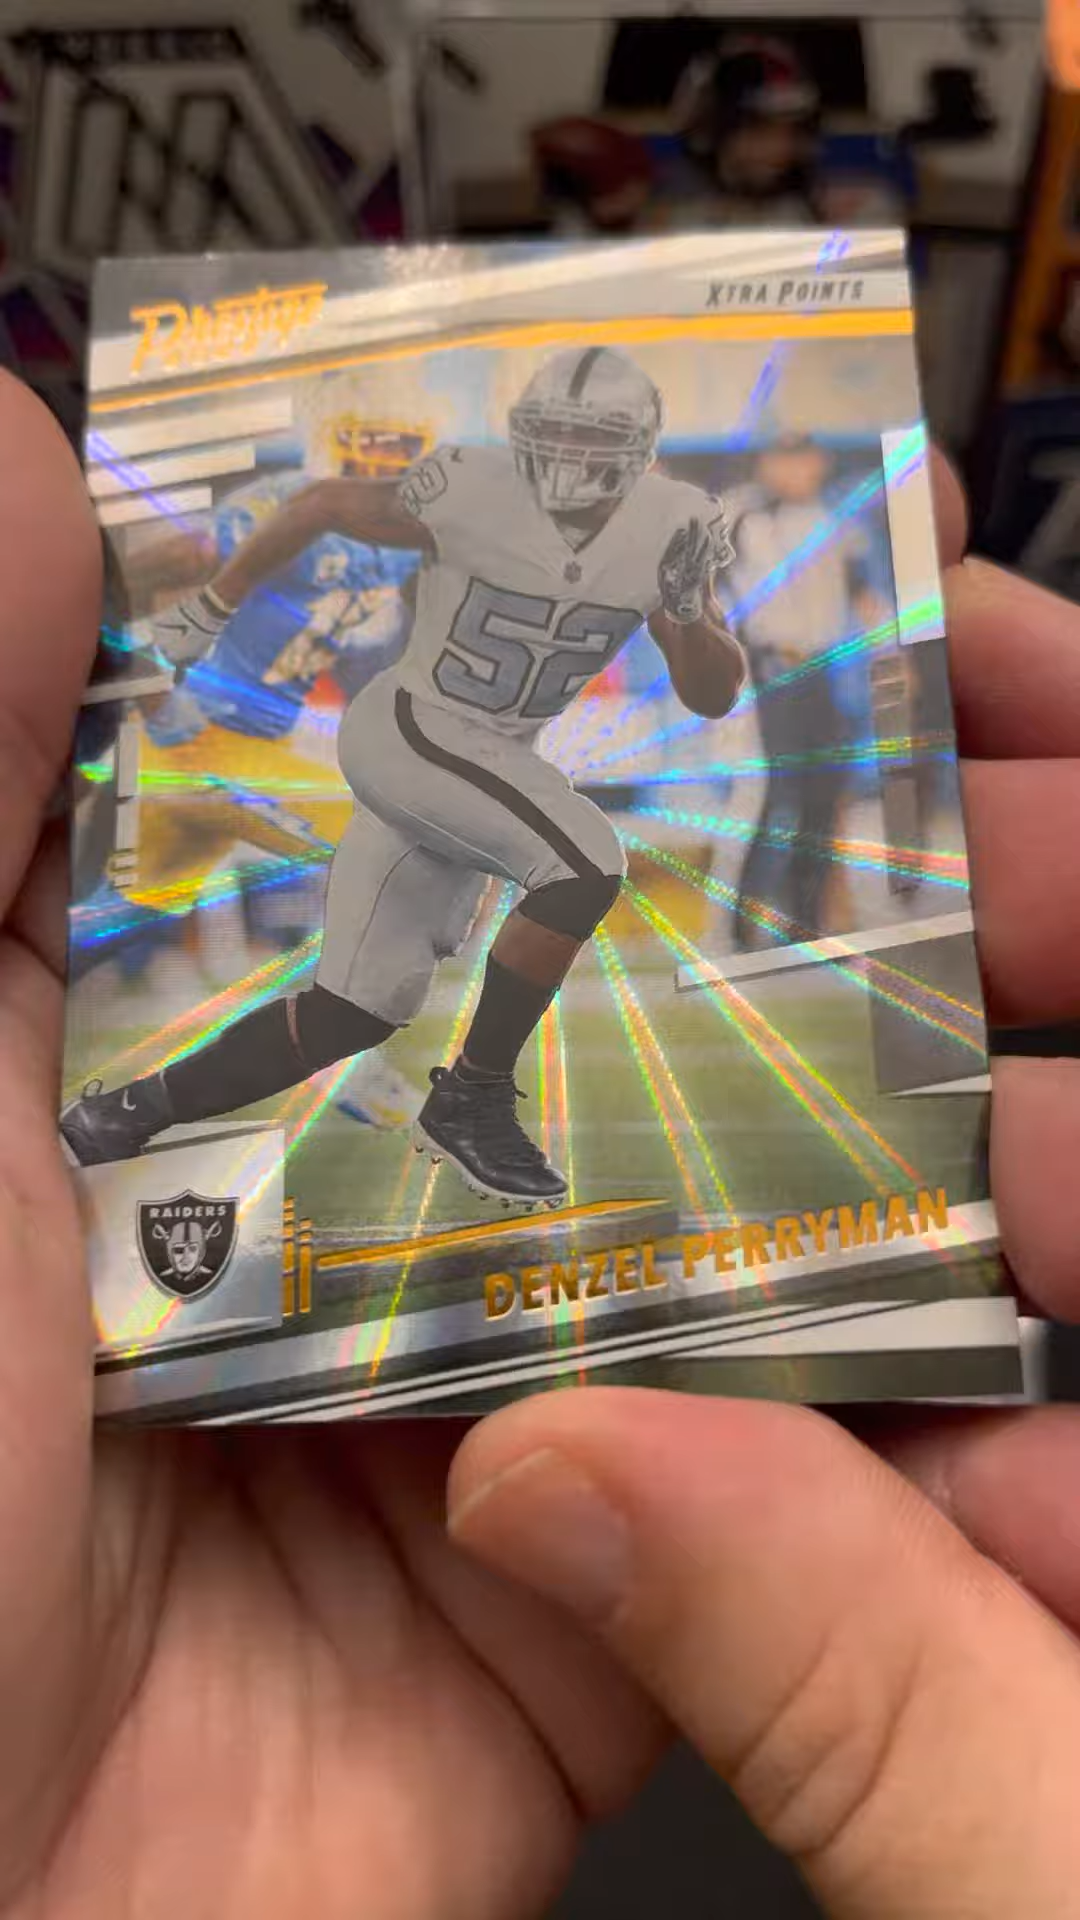 Prestige
XTRA POINTS
52
RAIDERS
DENZEL PERRYMAN